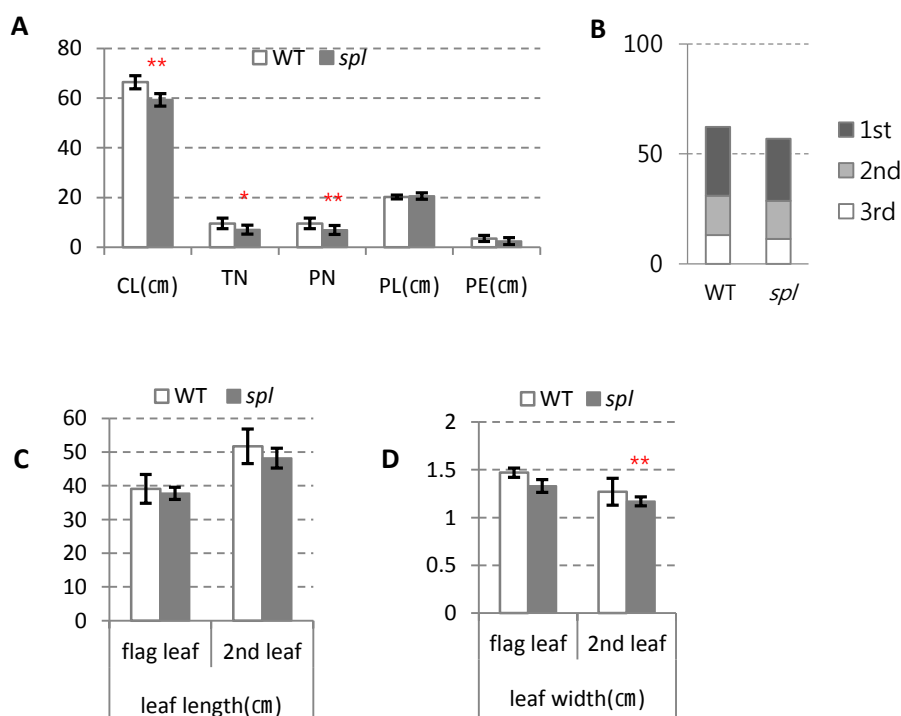 A
WT spl
80
60
40
20
0
**
*
**
CL(㎝) TN PN PL(㎝) PE(㎝)
B
100
50
0
WT spl
1st
2nd
3rd
C
WT spl
60
50
40
30
20
10
0
flag leaf 2nd leaf
leaf length(㎝)
D
WT spl
2
1.5
1
0.5
0
**
flag leaf 2nd leaf
leaf width(㎝)